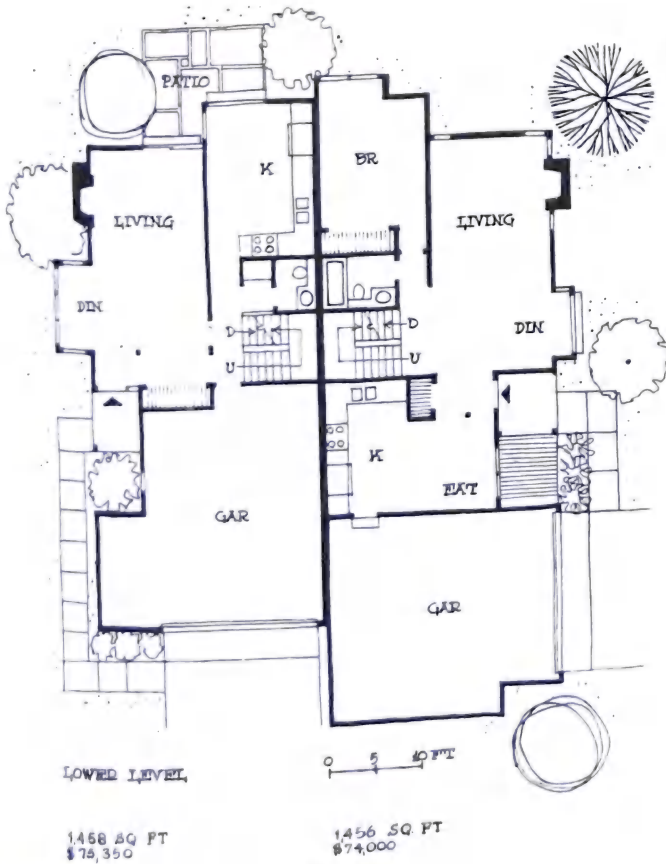 PATIO
K
BR
LIVING
LIVING
DIN
DIN
D
D
U
U
K
EAT
GAR
GAR
LOWER LEVEL
0 5 10 FT
1,468 SQ FT
$75,350
1,456 SQ. FT
$74,000